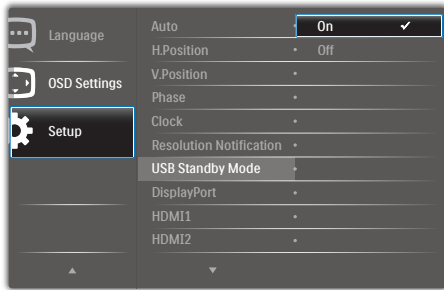 Language
OSD Settings
Setup
Auto
H.Position
V.Position
Phase
Clock
Resolution Notification
USB Standby Mode
DisplayPort
HDMI1
HDMI2
On
Off